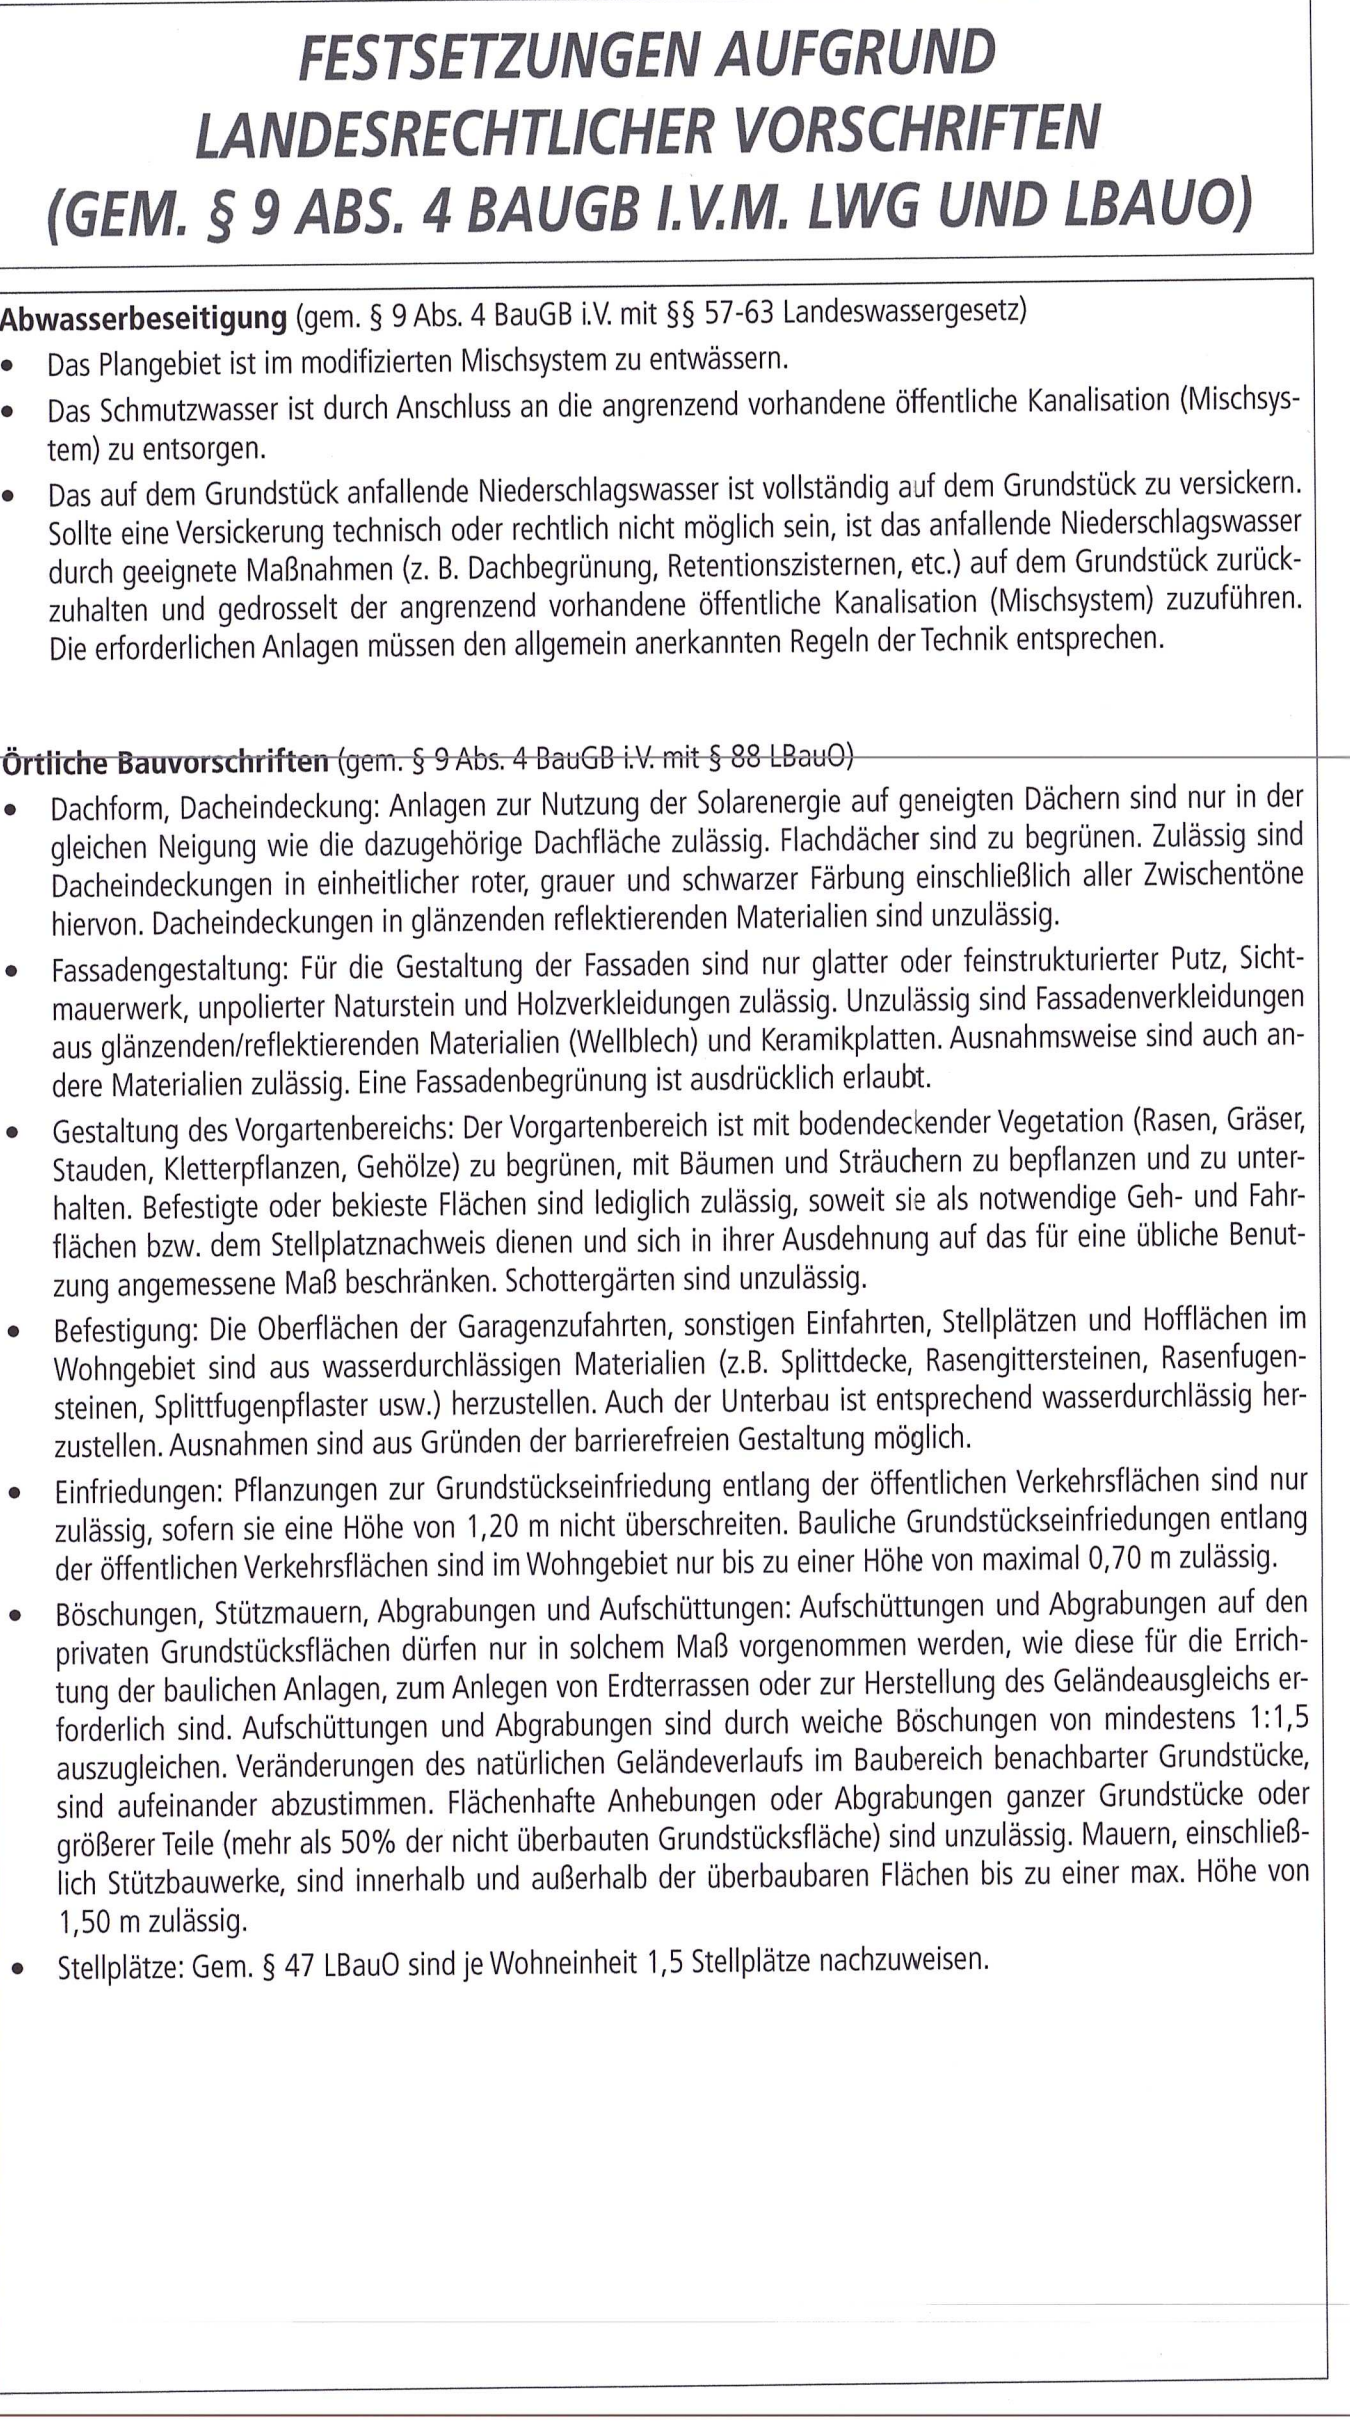 FESTSETZUNGEN AUFGRUND
LANDESRECHTLICHER VORSCHRIFTEN
(GEM. § 9 ABS. 4 BAUGB I.V.M. LWG UND LBAUO)
Abwasserbeseitigung (gem. § 9 Abs. 4 BauGB i.V. mit §§ 57-63 Landeswassergesetz)
• Das Plangebiet ist im modifizierten Mischsystem zu entwässern.
• Das Schmutzwasser ist durch Anschluss an die angrenzend vorhandene öffentliche Kanalisation (Mischsys-
tem) zu entsorgen.
• Das auf dem Grundstück anfallende Niederschlagswasser ist vollständig auf dem Grundstück zu versickern.
Sollte eine Versickerung technisch oder rechtlich nicht möglich sein, ist das anfallende Niederschlagswasser
durch geeignete Maßnahmen (z. B. Dachbegrünung, Retentionszisternen, etc.) auf dem Grundstück zurück-
zuhalten und gedrosselt der angrenzend vorhandene öffentliche Kanalisation (Mischsystem) zuzuführen.
Die erforderlichen Anlagen müssen den allgemein anerkannten Regeln der Technik entsprechen.
Örtliche Bauvorschriften (gem. § 9 Abs. 4 BauGB i.V. mit § 88 LBauO)
• Dachform, Dacheindeckung: Anlagen zur Nutzung der Solarenergie auf geneigten Dächern sind nur in der
gleichen Neigung wie die dazugehörige Dachfläche zulässig. Flachdächer sind zu begrünen. Zulässig sind
Dacheindeckungen in einheitlicher roter, grauer und schwarzer Färbung einschließlich aller Zwischentöne
hiervon. Dacheindeckungen in glänzenden reflektierenden Materialien sind unzulässig.
• Fassadengestaltung: Für die Gestaltung der Fassaden sind nur glatter oder feinstrukturierter Putz, Sicht-
mauerwerk, unpolierter Naturstein und Holzverkleidungen zulässig. Unzulässig sind Fassadenverkleidungen
aus glänzenden/reflektierenden Materialien (Wellblech) und Keramikplatten. Ausnahmsweise sind auch an-
dere Materialien zulässig. Eine Fassadenbegrünung ist ausdrücklich erlaubt.
• Gestaltung des Vorgartenbereichs: Der Vorgartenbereich ist mit bodendeckender Vegetation (Rasen, Gräser,
Stauden, Kletterpflanzen, Gehölze) zu begrünen, mit Bäumen und Sträuchern zu bepflanzen und zu unter-
halten. Befestigte oder bekieste Flächen sind lediglich zulässig, soweit sie als notwendige Geh- und Fahr-
flächen bzw. dem Stellplatznachweis dienen und sich in ihrer Ausdehnung auf das für eine übliche Benut-
zung angemessene Maß beschränken. Schottergärten sind unzulässig.
• Befestigung: Die Oberflächen der Garagenzufahrten, sonstigen Einfahrten, Stellplätzen und Hofflächen im
Wohngebiet sind aus wasserdurchlässigen Materialien (z.B. Splittdecke, Rasengittersteinen, Rasenfugen-
steinen, Splittfugenpflaster usw.) herzustellen. Auch der Unterbau ist entsprechend wasserdurchlässig her-
zustellen. Ausnahmen sind aus Gründen der barrierefreien Gestaltung möglich.
• Einfriedungen: Pflanzungen zur Grundstückseinfriedung entlang der öffentlichen Verkehrsflächen sind nur
zulässig, sofern sie eine Höhe von 1,20 m nicht überschreiten. Bauliche Grundstückseinfriedungen entlang
der öffentlichen Verkehrsflächen sind im Wohngebiet nur bis zu einer Höhe von maximal 0,70 m zulässig.
• Böschungen, Stützmauern, Abgrabungen und Aufschüttungen: Aufschüttungen und Abgrabungen auf den
privaten Grundstücksflächen dürfen nur in solchem Maß vorgenommen werden, wie diese für die Errich-
tung der baulichen Anlagen, zum Anlegen von Erdterrassen oder zur Herstellung des Geländeausgleichs er-
forderlich sind. Aufschüttungen und Abgrabungen sind durch weiche Böschungen von mindestens 1:1,5
auszugleichen. Veränderungen des natürlichen Geländeverlaufs im Baubereich benachbarter Grundstücke,
sind aufeinander abzustimmen. Flächenhafte Anhebungen oder Abgrabungen ganzer Grundstücke oder
größerer Teile (mehr als 50% der nicht überbauten Grundstücksfläche) sind unzulässig. Mauern, einschließ-
lich Stützbauwerke, sind innerhalb und außerhalb der überbaubaren Flächen bis zu einer max. Höhe von
1,50 m zulässig.
• Stellplätze: Gem. § 47 LBauO sind je Wohneinheit 1,5 Stellplätze nachzuweisen.